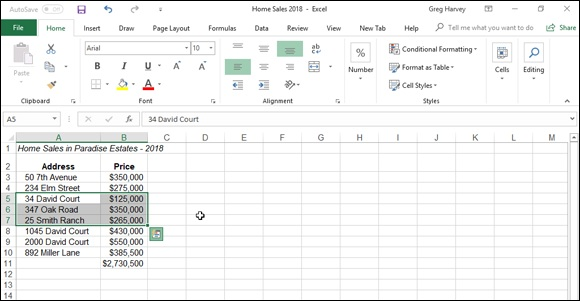 AutoSave Off
Home Sales 2018 - Excel
Greg Harvey
File Home Insert Draw Page Layout Formulas Data Review View New Tab Help Tell me what you want to do Share
Paste
Arial 10 A A
B I U A A
ab c
%
Number
Conditional Formatting
Format as Table
Cell Styles
Cells
Editing
Clipboard Font Alignment Styles
A5 fx 34 David Court
A B C D E F G H I J K L M
1 Home Sales in Paradise Estates - 2018
2 Address Price
3 50 7th Avenue $350,000
4 234 Elm Street $275,000
5 34 David Court $125,000
6 347 Oak Road $350,000
7 25 Smith Ranch $265,000
8 1045 David Court $430,000
9 2000 David Court $550,000
10 892 Miller Lane $385,500
11 $2,730,500
12
13
14